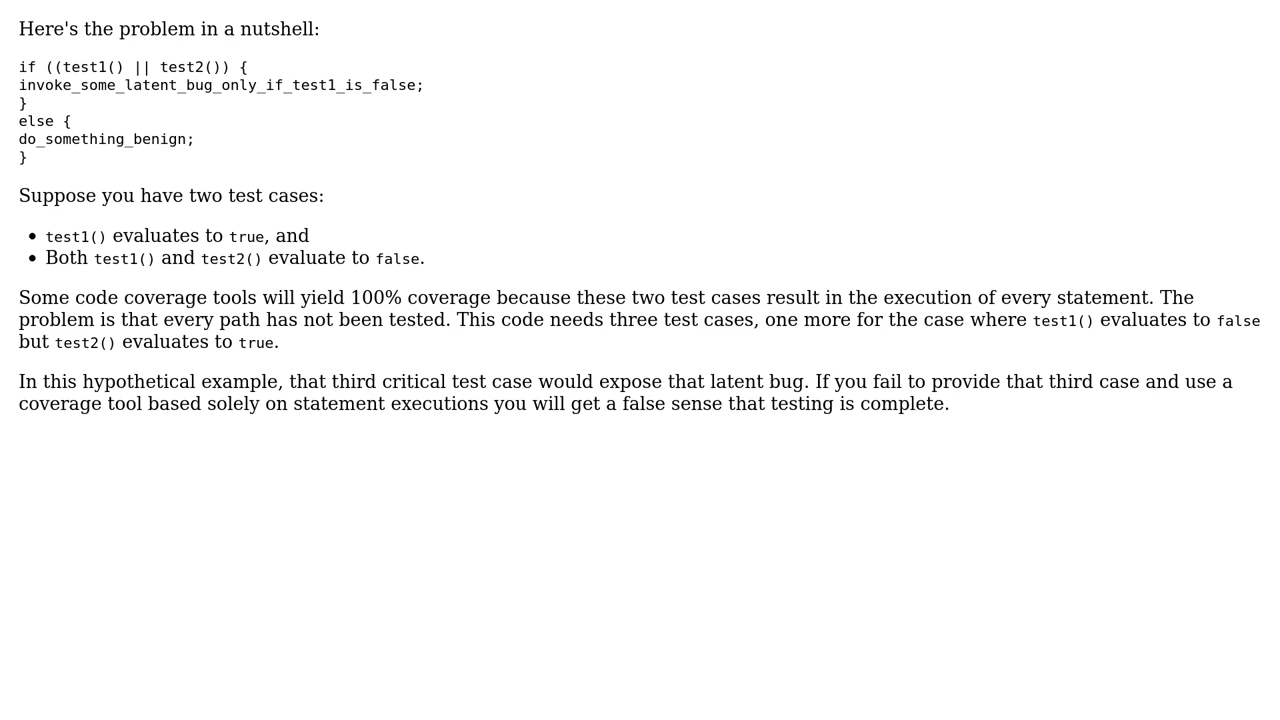 Here's the problem in a nutshell:
if ((test1() || test2()) {
invoke_some_latent_bug_only_if_test1_is_false;
}
else {
do_something_benign;
}
Suppose you have two test cases:
• test1() evaluates to true, and
• Both test1() and test2() evaluate to false.
Some code coverage tools will yield 100% coverage because these two test cases result in the execution of every statement. The
problem is that every path has not been tested. This code needs three test cases, one more for the case where test1() evaluates to false
but test2() evaluates to true.
In this hypothetical example, that third critical test case would expose that latent bug. If you fail to provide that third case and use a
coverage tool based solely on statement executions you will get a false sense that testing is complete.